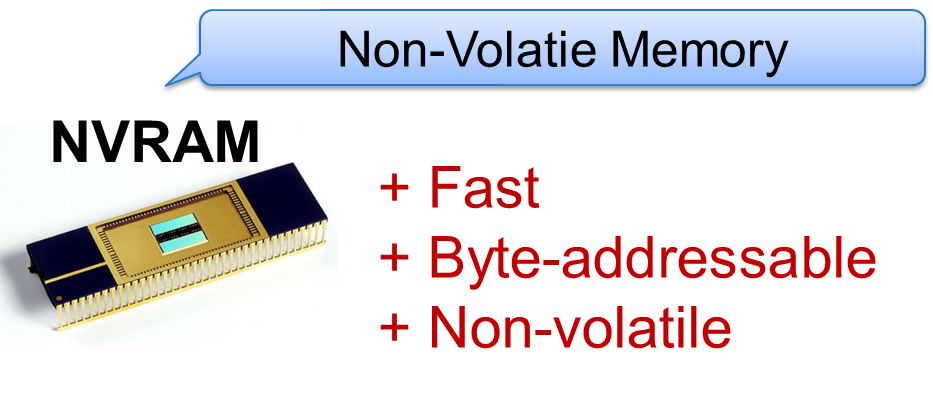 Non-Volatie Memory
NVRAM
+ Fast
+ Byte-addressable
+ Non-volatile